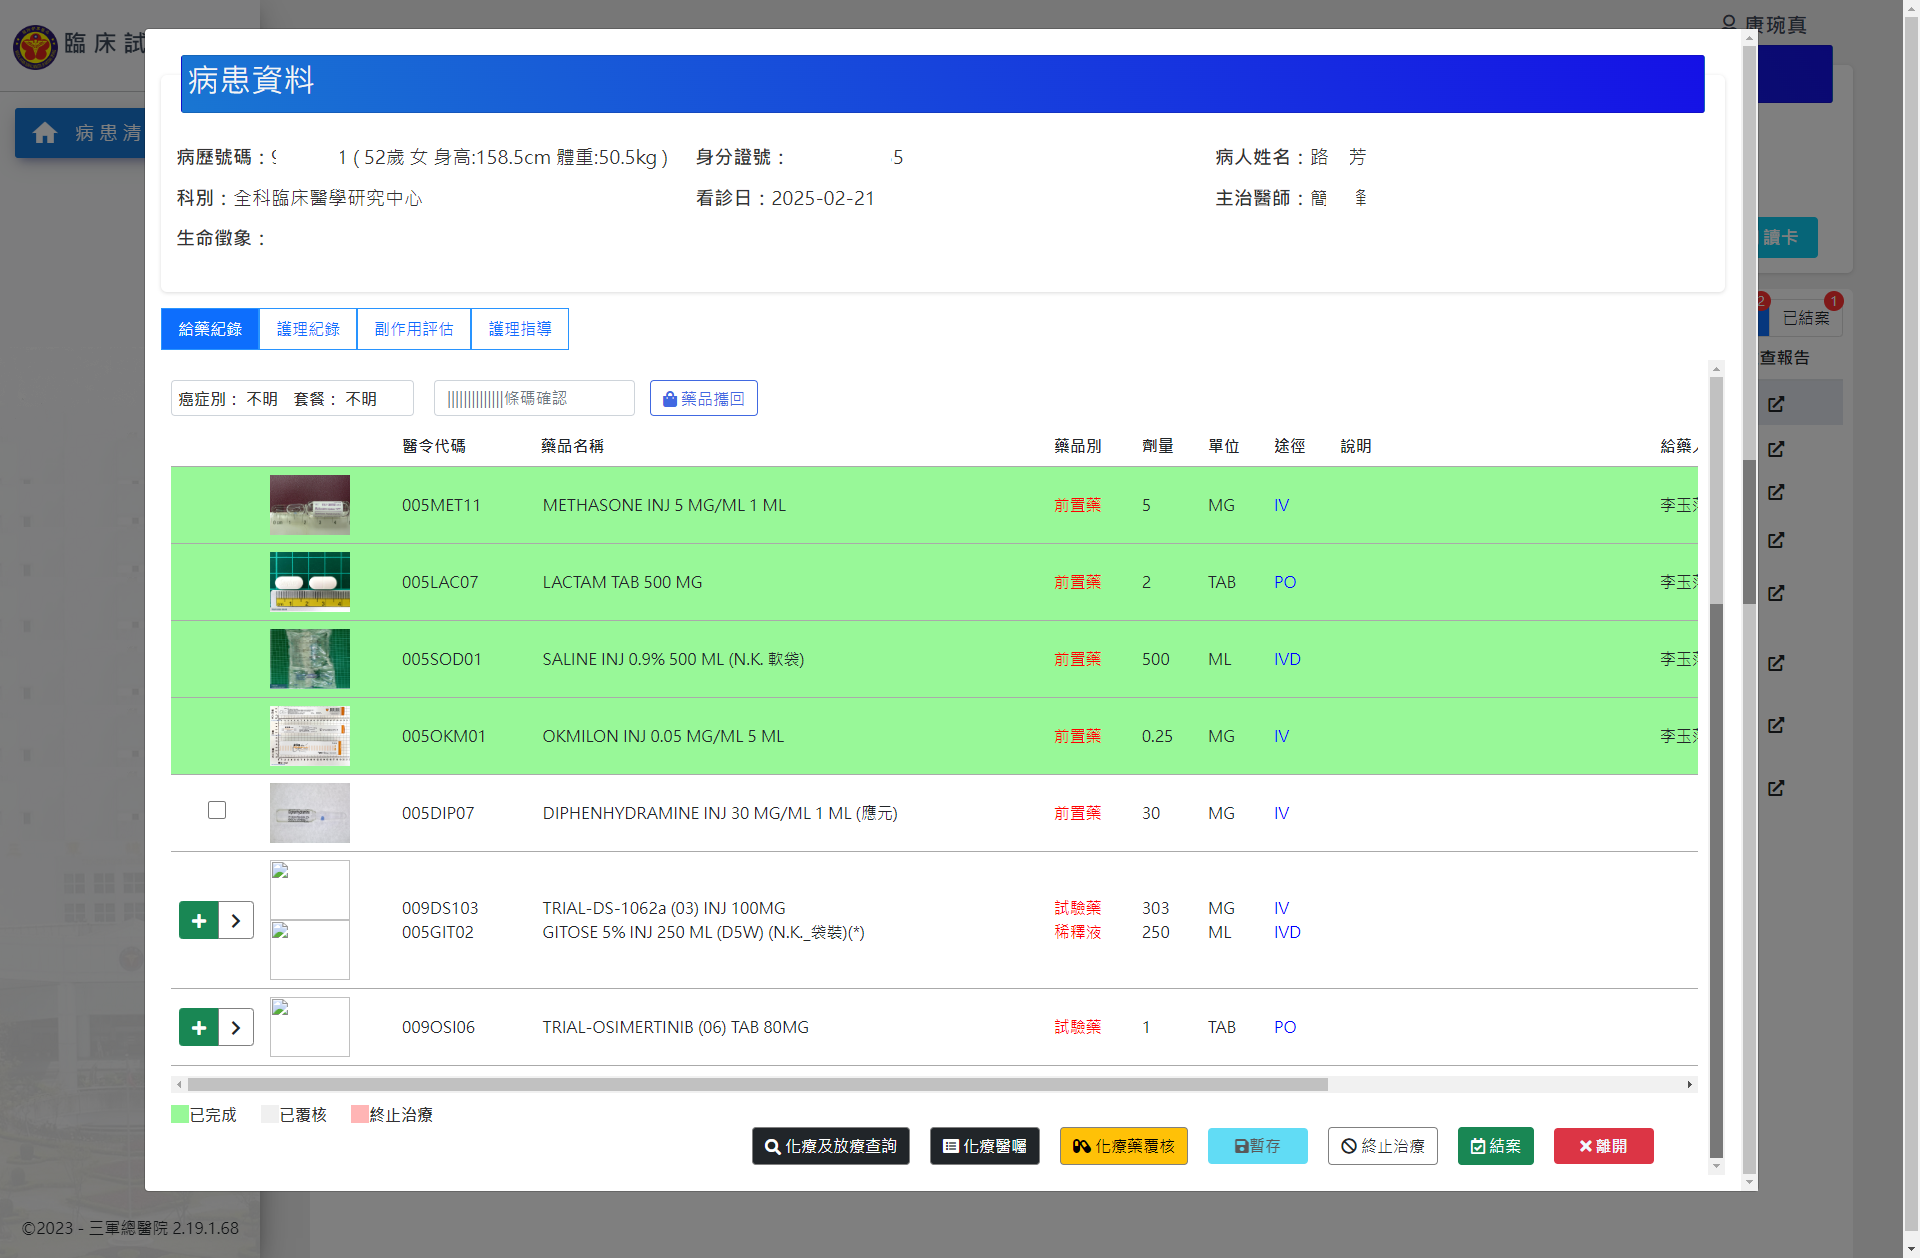 臨床試
康琬真
病患清
病患資料
病歷號碼： 1 ( 52歲 女 身高:158.5cm 體重:50.5kg ) 身分證號： 5 病人姓名：路 芳
科別：全科臨床醫學研究中心 看診日：2025-02-21 主治醫師：簡
生命徵象：
讀卡
給藥紀錄 護理紀錄 副作用評估 護理指導
2 1
已結案
查報告
癌症別： 不明 套餐： 不明 |||||||||||||條碼確認 藥品攜回
醫令代碼 藥品名稱 藥品別 劑量 單位 途徑 說明 給藥
005MET11 METHASONE INJ 5 MG/ML 1 ML 前置藥 5 MG IV 李玉
005LAC07 LACTAM TAB 500 MG 前置藥 2 TAB PO 李玉
005SOD01 SALINE INJ 0.9% 500 ML (N.K. 軟袋) 前置藥 500 ML IVD 李玉
005OKM01 OKMILON INJ 0.05 MG/ML 5 ML 前置藥 0.25 MG IV 李玉
005DIP07 DIPHENHYDRAMINE INJ 30 MG/ML 1 ML (應元) 前置藥 30 MG IV
009DS103 TRIAL-DS-1062a (03) INJ 100MG 試驗藥 303 MG IV
005GIT02 GITOSE 5% INJ 250 ML (D5W) (N.K._袋裝)(*) 稀釋液 250 ML IVD
009OSI06 TRIAL-OSIMERTINIB (06) TAB 80MG 試驗藥 1 TAB PO
已完成 已覆核 終止治療
化療及放療查詢 化療醫囑 化療藥覆核 暫存 終止治療 結案 離開
©2023 - 三軍總醫院 2.19.1.68